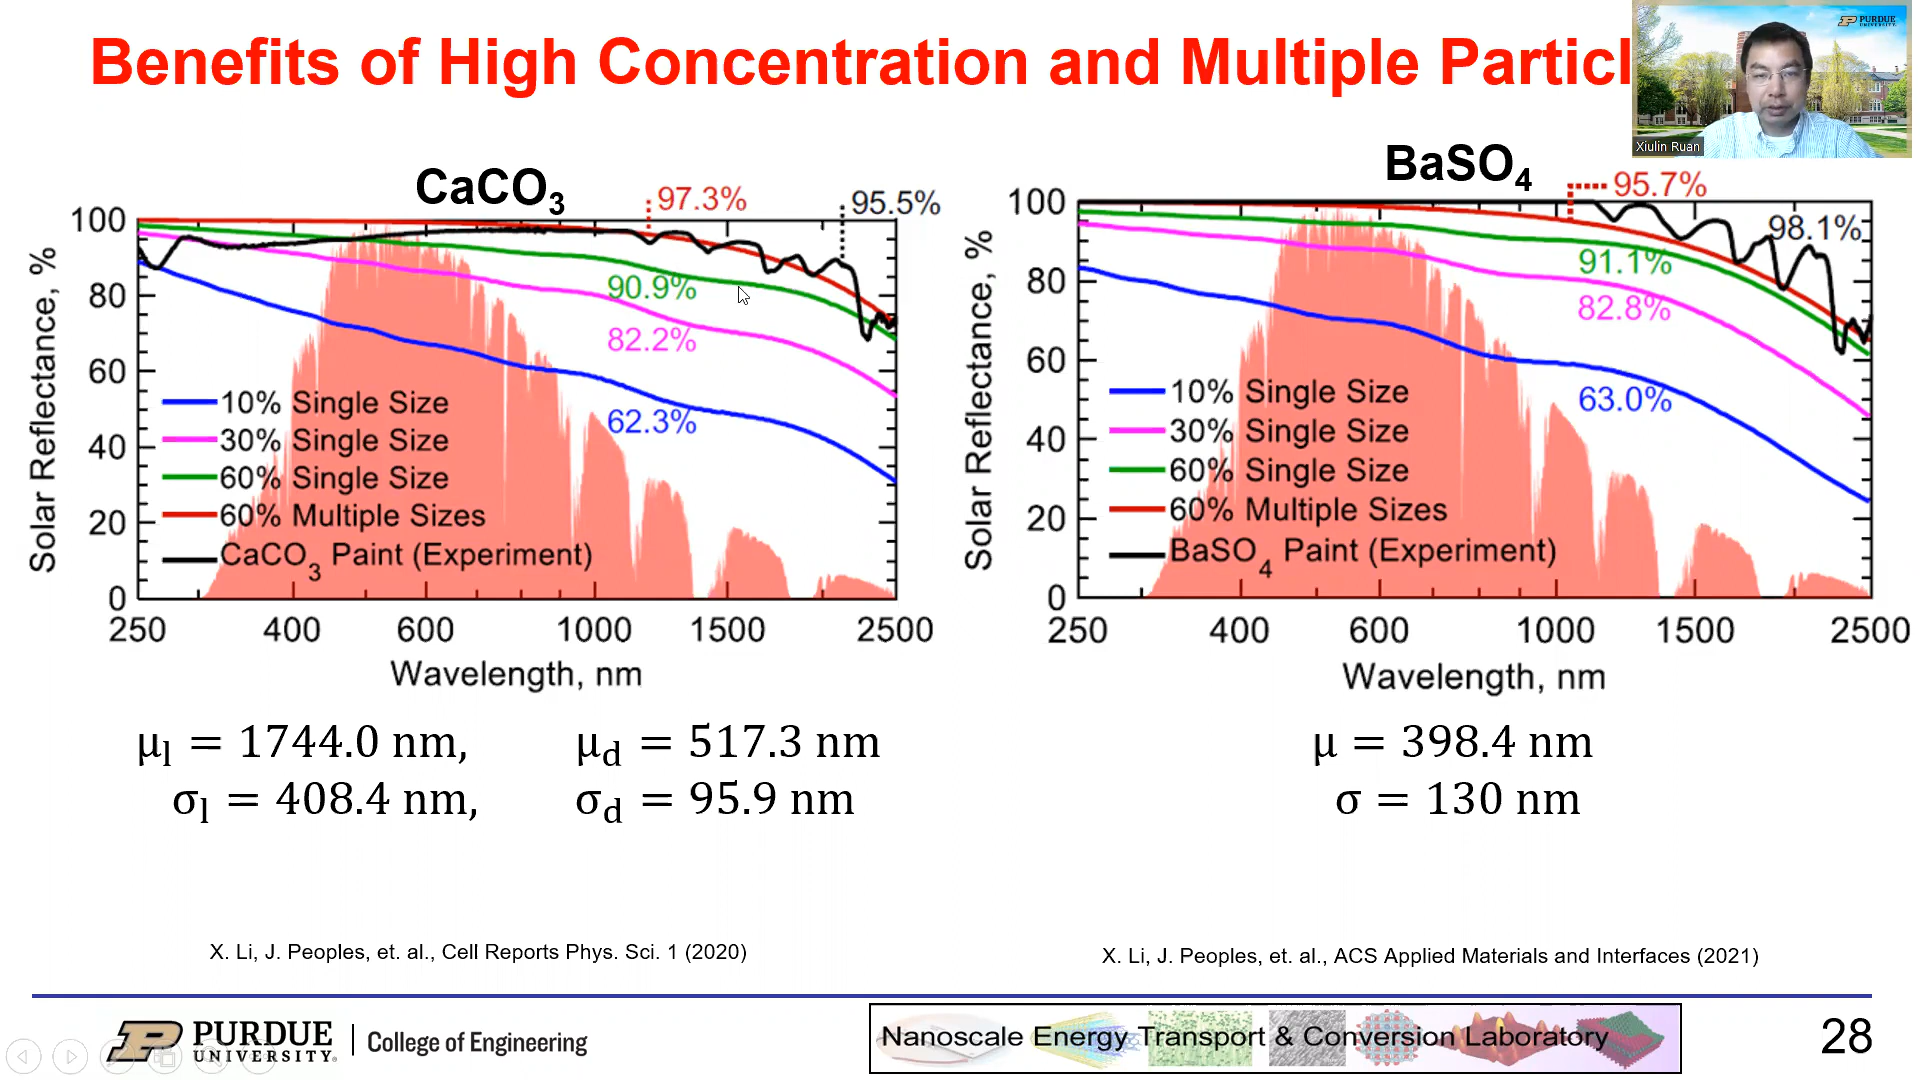 Benefits of High Concentration and Multiple Particl
PURDUE
UNIVERSITY
Xiulin Ruan
CaCO3
97.3%
95.5%
100
80
60
40
20
0
Solar Reflectance, %
90.9%
82.2%
62.3%
10% Single Size
30% Single Size
60% Single Size
60% Multiple Sizes
CaCO3 Paint (Experiment)
250 400 600 1000 1500 2500
Wavelength, nm
BaSO4
95.7%
98.1%
100
80
60
40
20
0
Solar Reflectance, %
91.1%
82.8%
63.0%
10% Single Size
30% Single Size
60% Single Size
60% Multiple Sizes
BaSO4 Paint (Experiment)
250 400 600 1000 1500 2500
Wavelength, nm
μl = 1744.0 nm, μd = 517.3 nm
σl = 408.4 nm, σd = 95.9 nm
μ = 398.4 nm
σ = 130 nm
X. Li, J. Peoples, et. al., Cell Reports Phys. Sci. 1 (2020)
X. Li, J. Peoples, et. al., ACS Applied Materials and Interfaces (2021)
PURDUE
UNIVERSITY.
College of Engineering
Nanoscale Energy Transport & Conversion Laboratory
28